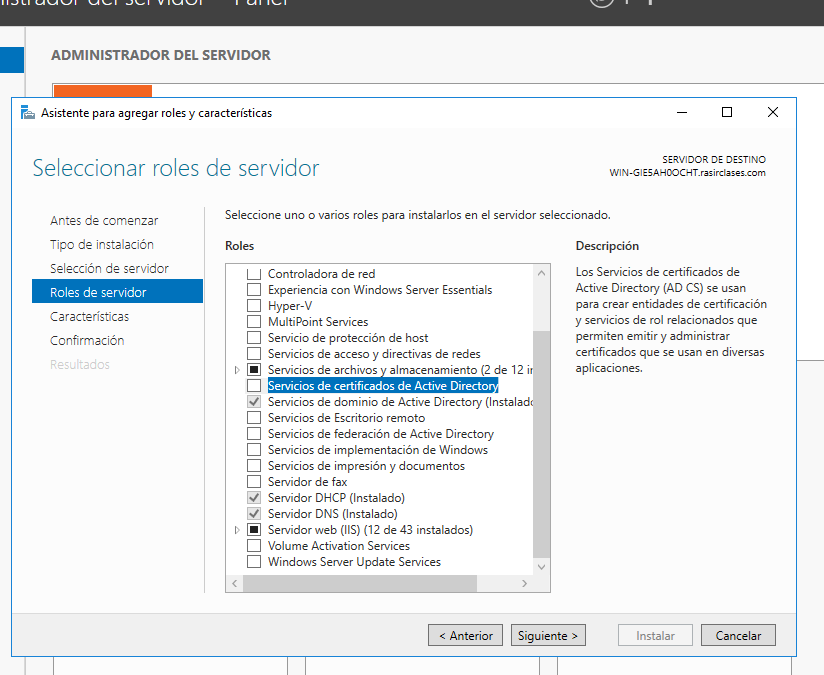 ADMINISTRADOR DEL SERVIDOR
Asistente para agregar roles y características
Seleccionar roles de servidor
SERVIDOR DE DESTINO
WIN-GIE5AH0OCHT.rasirclases.com
Antes de comenzar
Tipo de instalación
Selección de servidor
Roles de servidor
Características
Confirmación
Resultados
Seleccione uno o varios roles para instalarlos en el servidor seleccionado.
Roles
Controladora de red
Experiencia con Windows Server Essentials
Hyper-V
MultiPoint Services
Servicio de protección de host
Servicios de acceso y directivas de redes
Servicios de archivos y almacenamiento (2 de 12 in
Servicios de certificados de Active Directory
Servicios de dominio de Active Directory (Instalado
Servicios de Escritorio remoto
Servicios de federación de Active Directory
Servicios de implementación de Windows
Servicios de impresión y documentos
Servidor de fax
Servidor DHCP (Instalado)
Servidor DNS (Instalado)
Servidor web (IIS) (12 de 43 instalados)
Volume Activation Services
Windows Server Update Services
Descripción
Los Servicios de certificados de
Active Directory (AD CS) se usan
para crear entidades de certificación
y servicios de rol relacionados que
permiten emitir y administrar
certificados que se usan en diversas
aplicaciones.
< Anterior
Siguiente >
Instalar
Cancelar